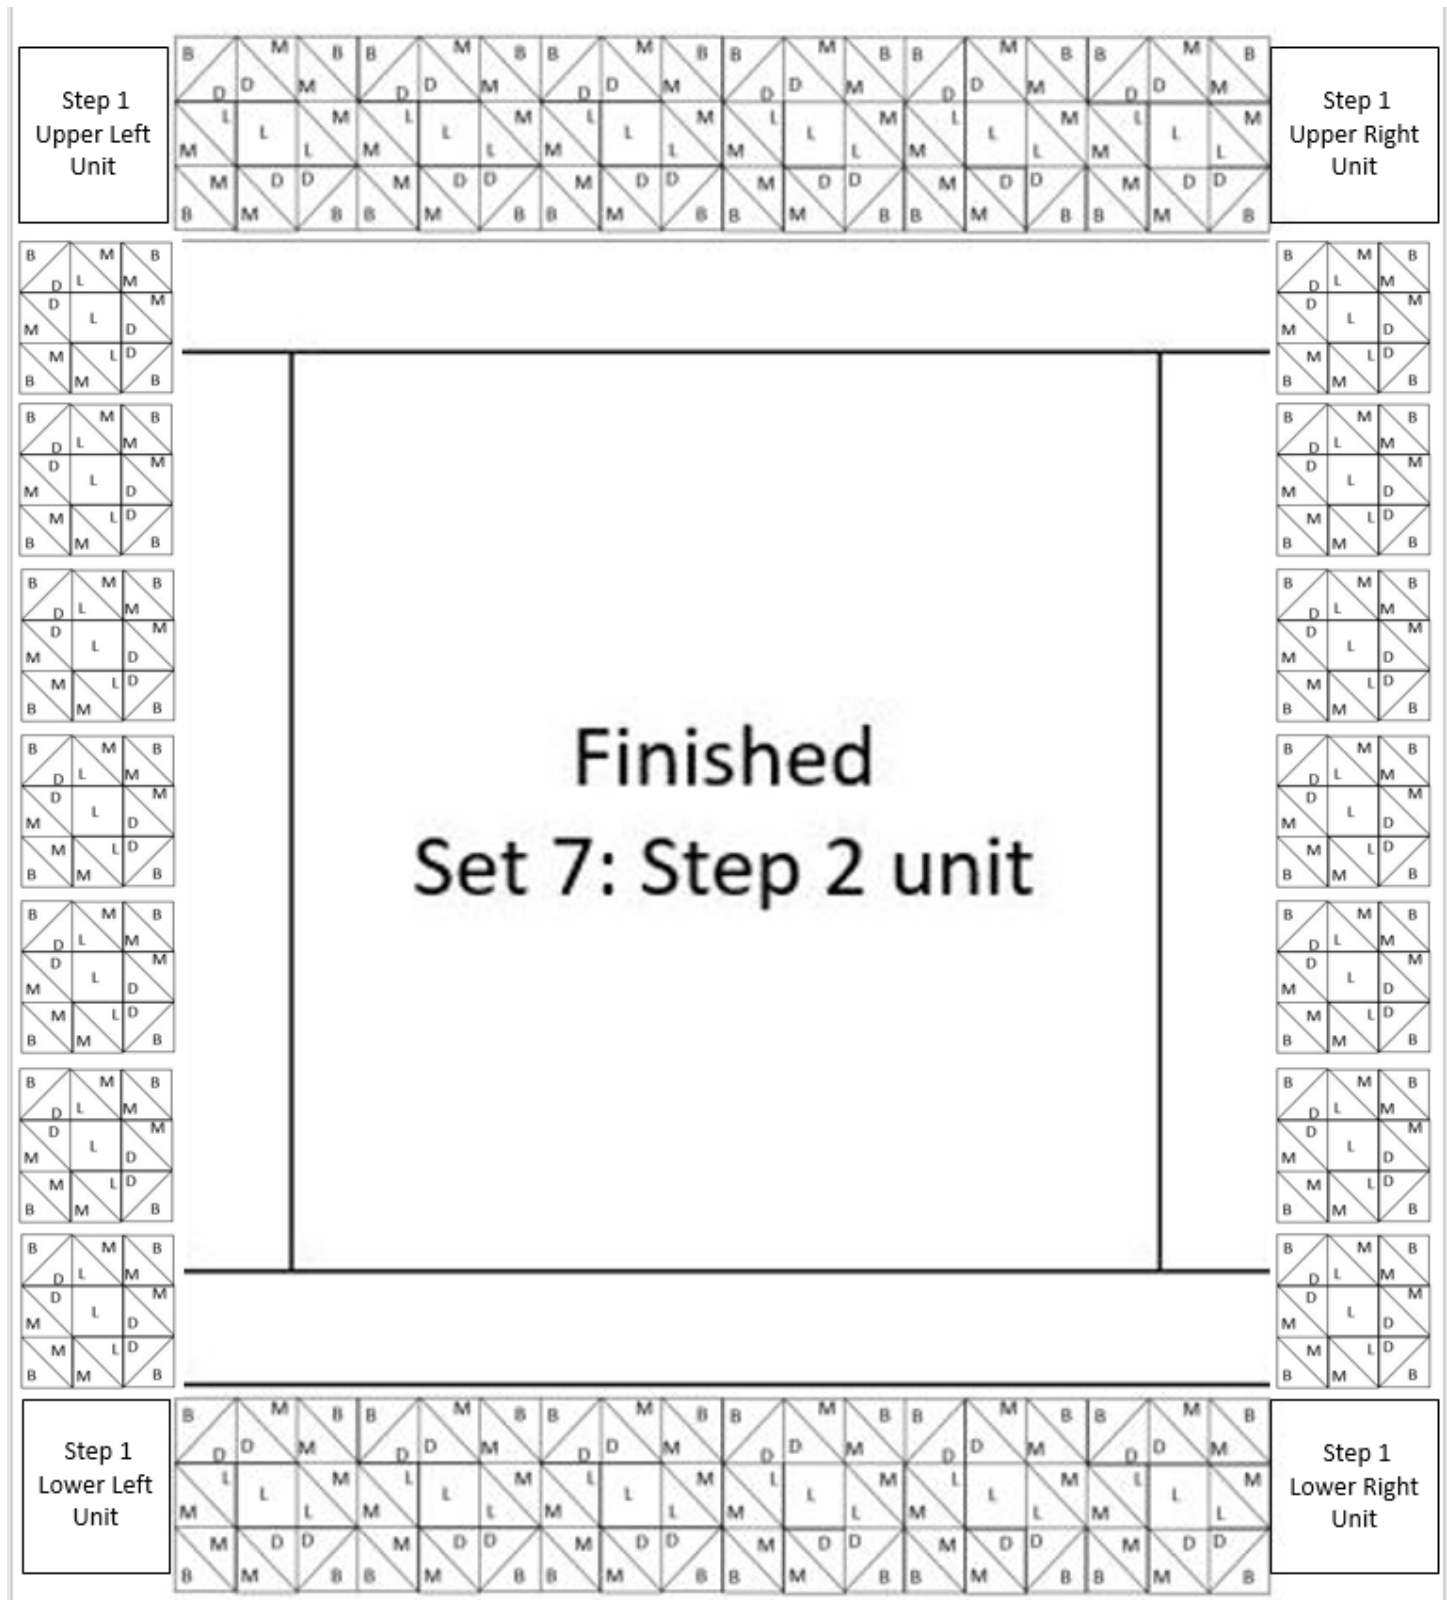 Step 1
Upper Left
Unit
B M B B M B B M B B M B B M B B M B
D D M D D M D D M D D M D D M D D M
L L M L L M L L M L L M L L M L L M
M L M L M L M L M L M L
M D D M D D M D D M D D M D D M D D
B M B B M B B M B B M B B M B B M B
Step 1
Upper Right
Unit
B M B B M B
D L M D L M
D L M D L M
M D M D
M L D M L D
B M B B M B
B M B B M B
D L M D L M
D L M D L M
M D M D
M L D M L D
B M B B M B
B M B B M B
D L M D L M
D L M D L M
M D M D
M L D M L D
B M B B M B
B M B B M B
D L M D L M
D L M D L M
M D M D
M L D M L D
B M B B M B
Finished
Set 7: Step 2 unit
B M B B M B
D L M D L M
D L M D L M
M D M D
M L D M L D
B M B B M B
B M B B M B
D L M D L M
D L M D L M
M D M D
M L D M L D
B M B B M B
B M B B M B
D L M D L M
D L M D L M
M D M D
M L D M L D
B M B B M B
Step 1
Lower Left
Unit
B M B B M B B M B B M B B M B B M B
D D M D D M D D M D D M D D M D D M
L L M L L M L L M L L M L L M L L M
M L M L M L M L M L M L
M D D M D D M D D M D D M D D M D D
B M B B M B B M B B M B B M B B M B
Step 1
Lower Right
Unit